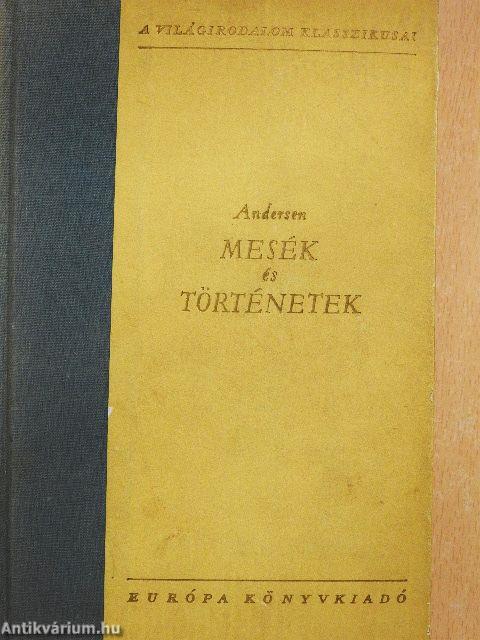 A VILÁGIRODALOM KLASSZIKUSAI
Andersen
MESÉK
és
TÖRTÉNETEK
EURÓPA KÖNYVKIADÓ
Antikvárium.hu